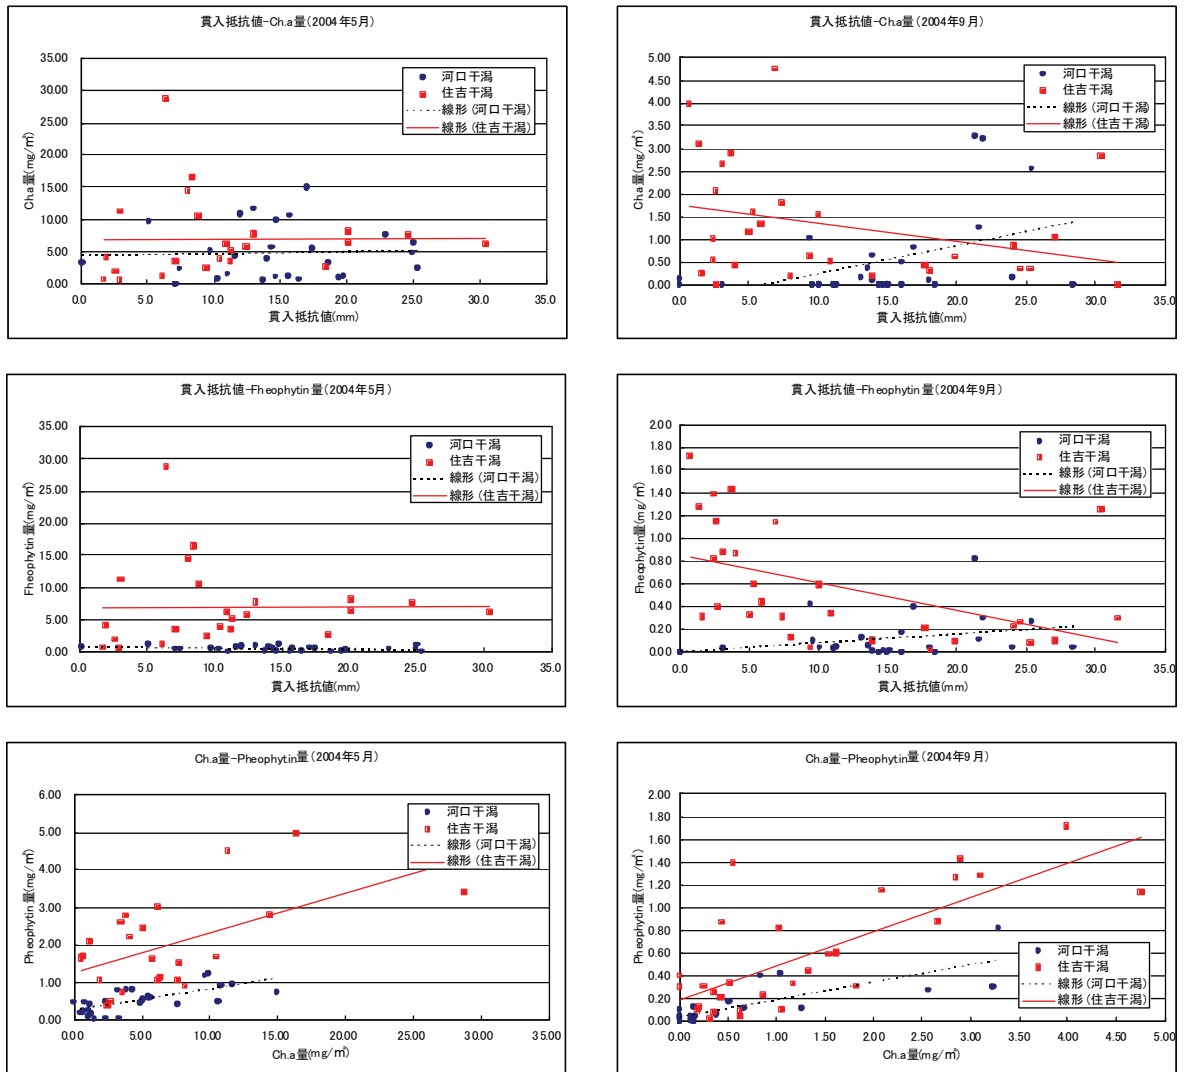 貫入抵抗値-Ch.a量(2004年5月)
35.00
30.00
25.00
20.00
15.00
10.00
5.00
0.00
Ch.a量(mg/㎡)
0.0 5.0 10.0 15.0 20.0 25.0 30.0 35.0
貫入抵抗値(mm)
河口干潟
住吉干潟
線形 (河口干潟)
線形 (住吉干潟)
貫入抵抗値-Ch.a量(2004年9月)
5.00
4.50
4.00
3.50
3.00
2.50
2.00
1.50
1.00
0.50
0.00
Ch.a量(mg/㎡)
0.0 5.0 10.0 15.0 20.0 25.0 30.0 35.0
貫入抵抗値(mm)
河口干潟
住吉干潟
線形 (河口干潟)
線形 (住吉干潟)
貫入抵抗値-Fheophytin量(2004年5月)
35.00
30.00
25.00
20.00
15.00
10.00
5.00
0.00
Fheophytin量(mg/㎡)
0.0 5.0 10.0 15.0 20.0 25.0 30.0 35.0
貫入抵抗値(mm)
河口干潟
住吉干潟
線形 (河口干潟)
線形 (住吉干潟)
貫入抵抗値-Fheophytin量(2004年9月)
2.00
1.80
1.60
1.40
1.20
1.00
0.80
0.60
0.40
0.20
0.00
Fheophytin量(mg/㎡)
0.0 5.0 10.0 15.0 20.0 25.0 30.0 35.0
貫入抵抗値(mm)
河口干潟
住吉干潟
線形 (河口干潟)
線形 (住吉干潟)
Ch.a量-Pheophytin量(2004年5月)
6.00
5.00
4.00
3.00
2.00
1.00
0.00
Pheophytin量(mg/㎡)
0.00 5.00 10.00 15.00 20.00 25.00 30.00 35.00
Ch.a量(mg/㎡)
河口干潟
住吉干潟
線形 (河口干潟)
線形 (住吉干潟)
Ch.a量-Pheophytin量(2004年9月)
2.00
1.80
1.60
1.40
1.20
1.00
0.80
0.60
0.40
0.20
0.00
Pheophytin量(mg/㎡)
0.00 0.50 1.00 1.50 2.00 2.50 3.00 3.50 4.00 4.50 5.00
Ch.a量(mg/㎡)
河口干潟
住吉干潟
線形 (河口干潟)
線形 (住吉干潟)